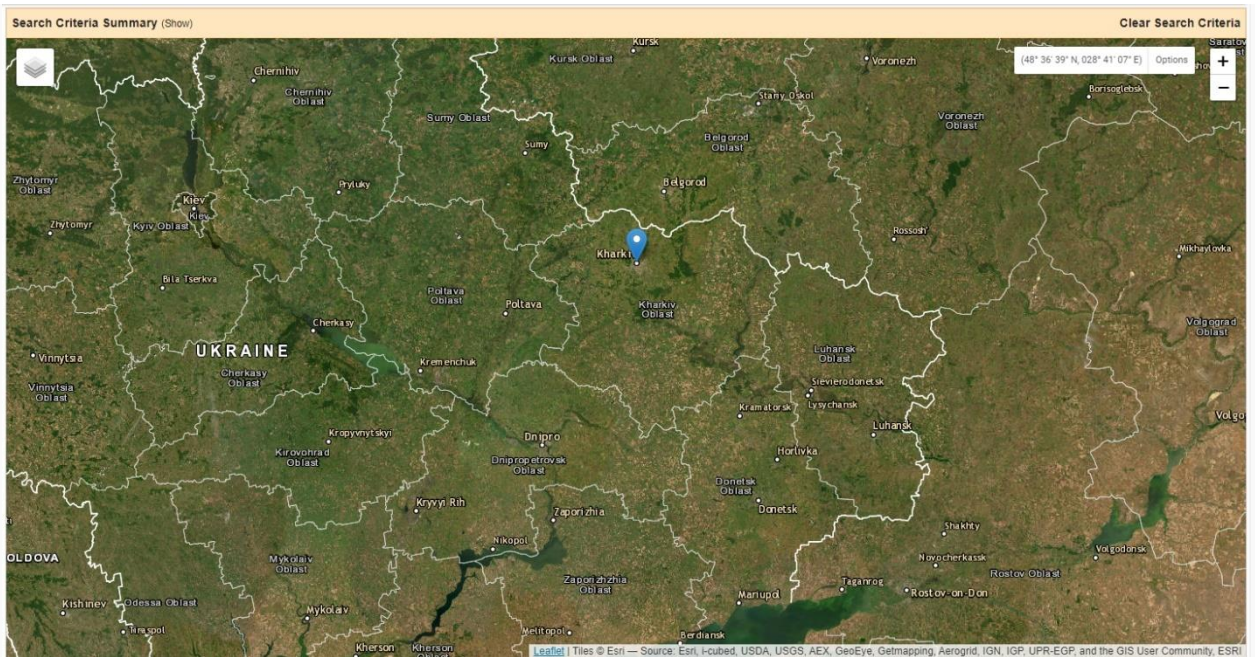 Search Criteria Summary (Show)
Clear Search Criteria
(48° 36' 39" N, 028° 41' 07" E) Options
+
−
Kursk
Kursk Oblast
Voronezh
Saratov
Chernihiv
Chernihiv Oblast
Sumy Oblast
Stariy Oskol
Borisoglebsk
Voronezh Oblast
Belgorod Oblast
Sumy
Zhytomyr Oblast
Pryluky
Belgorod
Kiev
Kiev
Kyiv Oblast
Zhytomyr
Rossosh'
Mikhaylovka
Kharki
Bila Tserkva
Poltava Oblast
Poltava
Kharkiv Oblast
Cherkasy
Volgograd Oblast
UKRAINE
Vinnytsia
Kremenchuk
Luhansk Oblast
Cherkasy Oblast
Vinnytsia Oblast
Sievierodonetsk
Lysychansk
Kramatorsk
Volgo
Luhansk
Kropyvnytskyi
Dnipro
Kirovohrad Oblast
Dnipropetrovsk Oblast
Horlivka
Donetsk Oblast
Kryvyi Rih
Donetsk
Zaporizhia
Shakhty
Nikopol
Volgodonsk
OLDOVA
Mykolaiv Oblast
Novocherkassk
Rostov Oblast
Zaporizhzhia Oblast
Taganrog
Rostov-on-Don
Mariupol
Kishinev
Odessa Oblast
Mykolaiv
Tiraspol
Melitopol
Berdiansk
Kherson
Kherson Oblast
Leaflet | Tiles © Esri — Source: Esri, i-cubed, USDA, USGS, AEX, GeoEye, Getmapping, Aerogrid, IGN, IGP, UPR-EGP, and the GIS User Community, ESRI